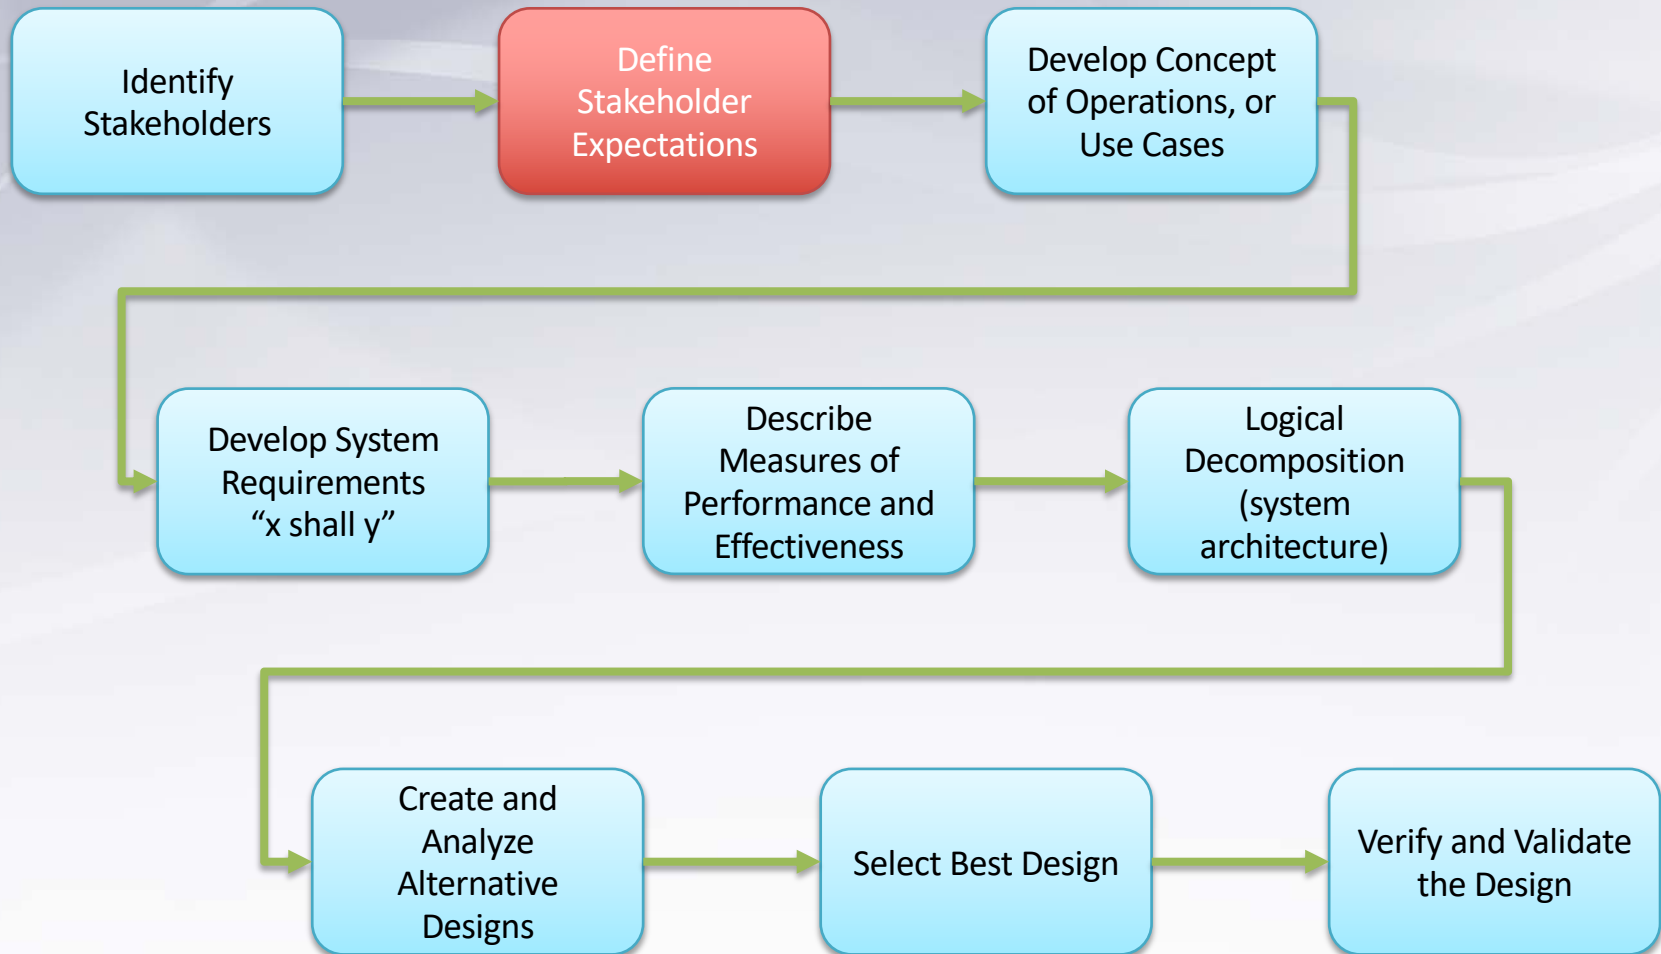 Identify
Stakeholders
Define
Stakeholder
Expectations
Develop Concept
of Operations, or
Use Cases
Develop System
Requirements
“x shall y”
Describe
Measures of
Performance and
Effectiveness
Logical
Decomposition
(system
architecture)
Create and
Analyze
Alternative
Designs
Select Best Design
Verify and Validate
the Design